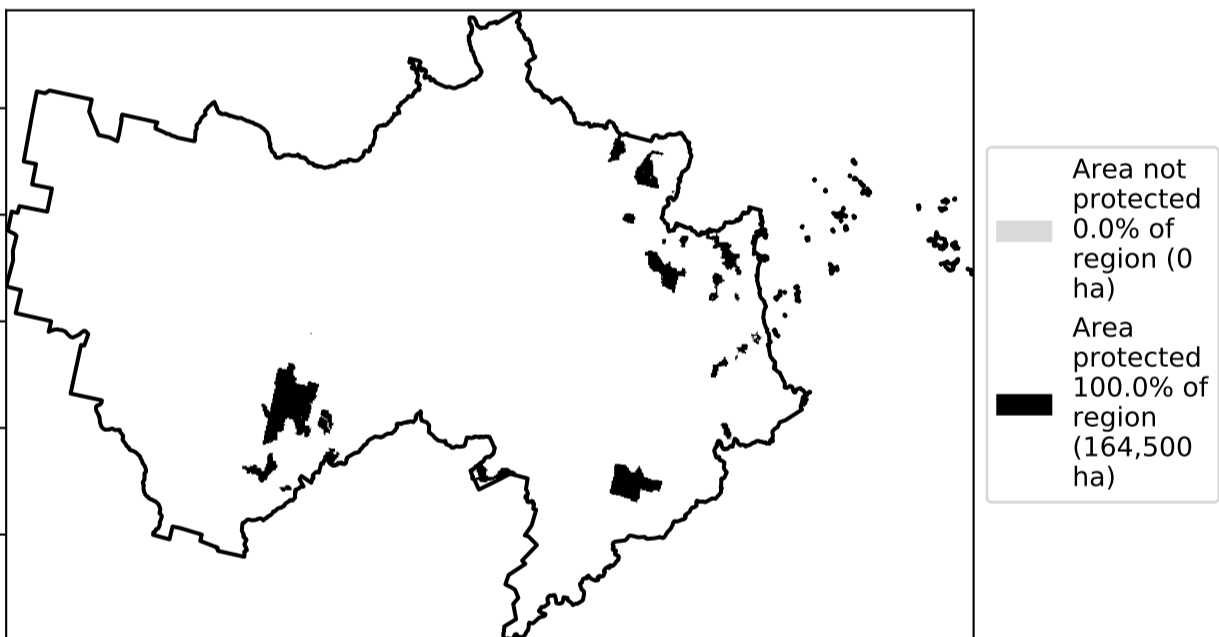 Area not
protected
0.0% of
region (0
ha)
Area
protected
100.0% of
region
(164,500
ha)